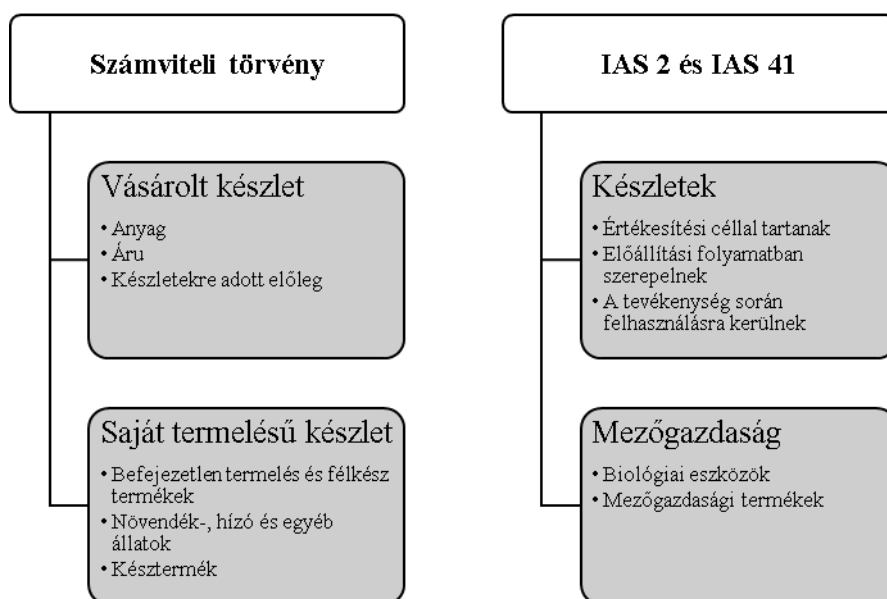 Számviteli törvény
Vásárolt készlet
• Anyag
• Áru
• Készletekre adott előleg
Saját termelésű készlet
• Befejezetlen termelés és félkész
termékek
• Növendék-, hízó és egyéb
állatok
• Késztermék
IAS 2 és IAS 41
Készletek
• Értékesítési céllal tartanak
• Előállítási folyamatban
szerepelnek
• A tevékenység során
felhasználásra kerülnek
Mezőgazdaság
• Biológiai eszközök
• Mezőgazdasági termékek